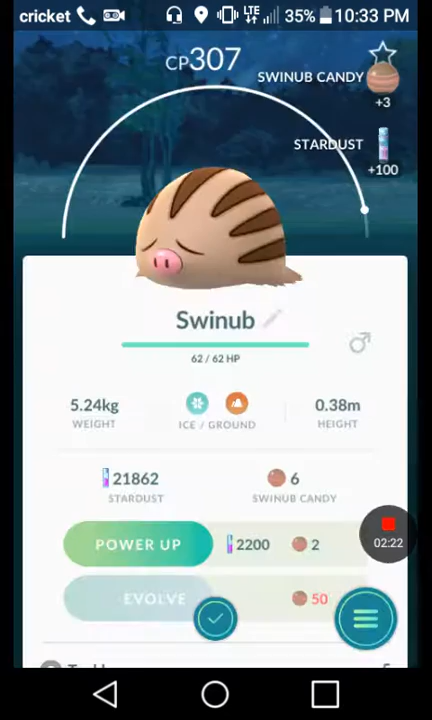 cricket LTE 35% 10:33 PM
CP307
SWINUB CANDY
+3
STARDUST
+100
Swinub
62 / 62 HP
5.24kg
WEIGHT
ICE / GROUND
0.38m
HEIGHT
21862
STARDUST
6
SWINUB CANDY
POWER UP 2200 2
02:22
EVOLVE 50